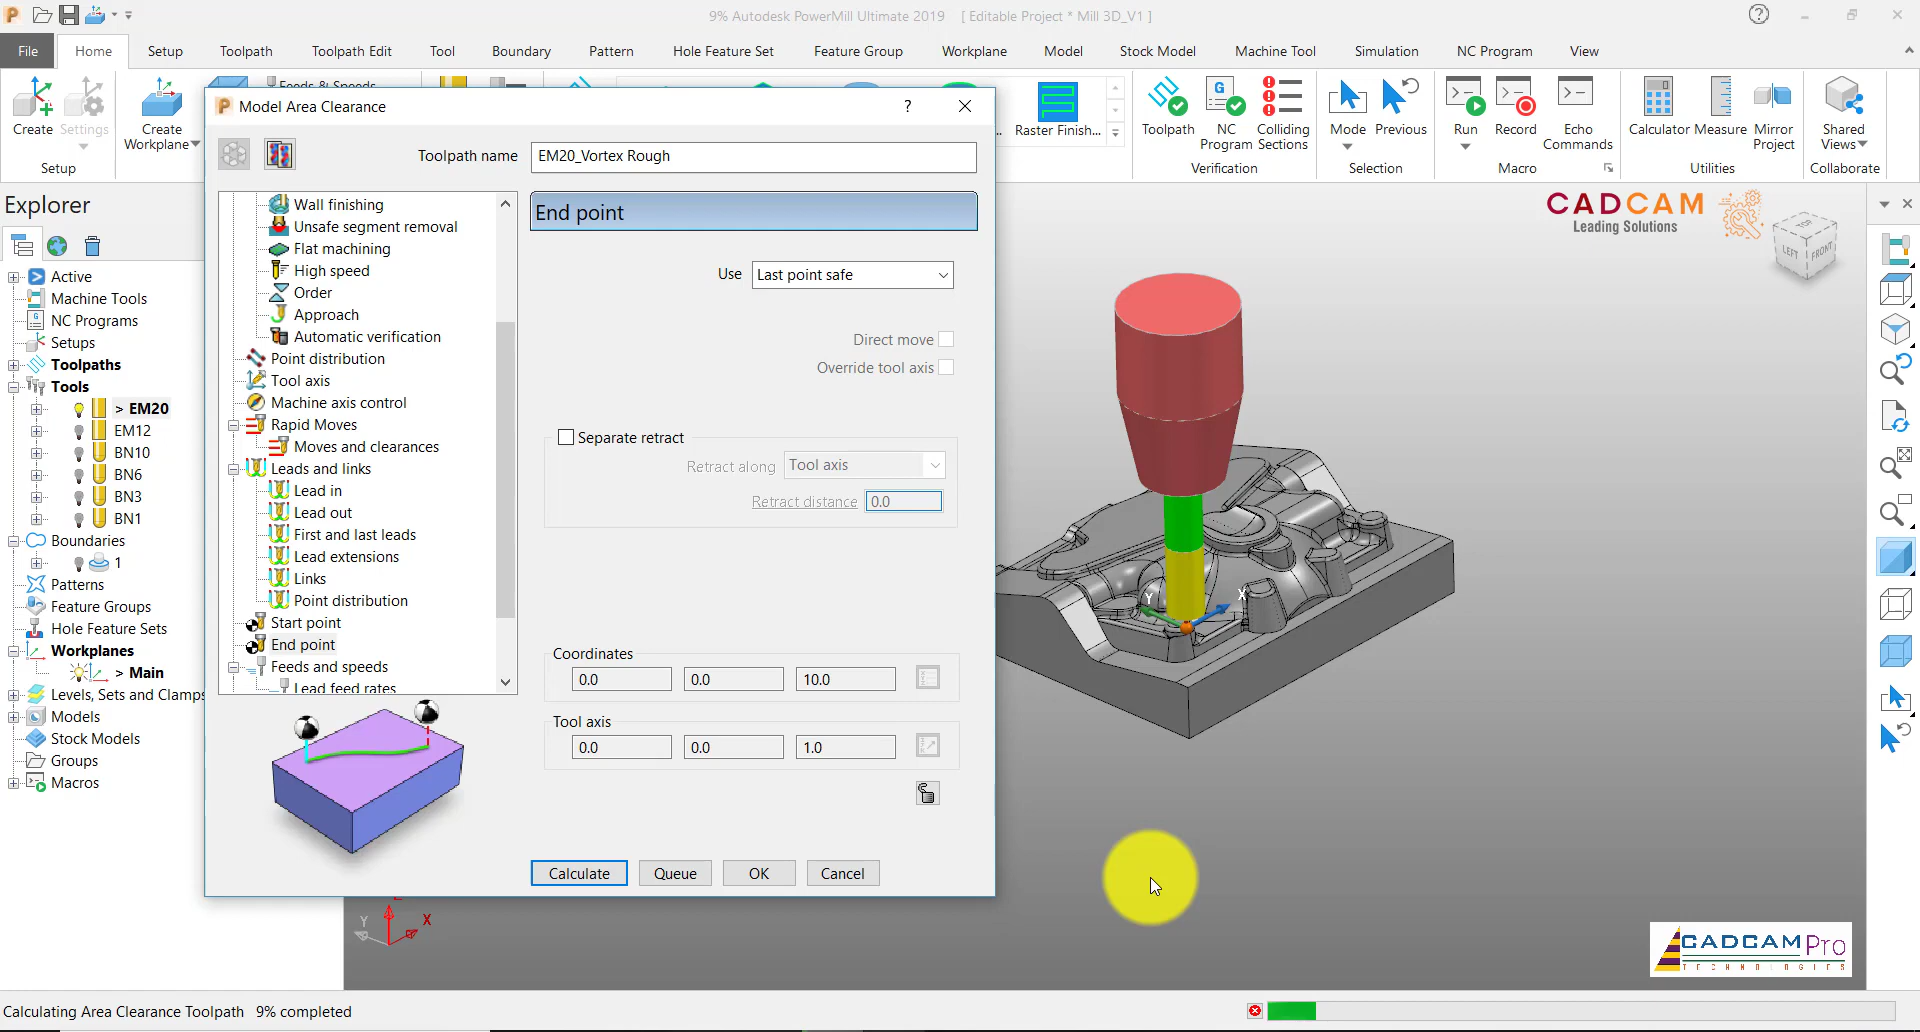 9% Autodesk PowerMill Ultimate 2019 [ Editable Project * Mill 3D_V1 ]
File Home Setup Toolpath Toolpath Edit Tool Boundary Pattern Hole Feature Set Feature Group Workplane Model Stock Model Machine Tool Simulation NC Program View
Create
Settings
Setup
Create
Workplane
Raster Finish...
Toolpath
NC
Program
Colliding
Sections
Verification
Mode
Previous
Selection
Run
Record
Echo
Commands
Macro
Calculator
Measure
Mirror
Project
Utilities
Shared
Views
Collaborate
Model Area Clearance
?
Toolpath name EM20_Vortex Rough
Explorer
Active
Machine Tools
NC Programs
Setups
Toolpaths
Tools
> EM20
EM12
BN10
BN6
BN3
BN1
Boundaries
1
Patterns
Feature Groups
Hole Feature Sets
Workplanes
> Main
Levels, Sets and Clamps
Models
Stock Models
Groups
Macros
Wall finishing
Unsafe segment removal
Flat machining
High speed
Order
Approach
Automatic verification
Point distribution
Tool axis
Machine axis control
Rapid Moves
Moves and clearances
Leads and links
Lead in
Lead out
First and last leads
Lead extensions
Links
Point distribution
Start point
End point
Feeds and speeds
Lead feed rates
End point
Use Last point safe
Direct move
Override tool axis
Separate retract
Retract along Tool axis
Retract distance 0.0
Coordinates
0.0 0.0 10.0
Tool axis
0.0 0.0 1.0
Calculate Queue OK Cancel
CADCAM
Leading Solutions
TOP
LEFT
FRONT
Y
X
Y
X
CADCAM Pro
TECHNOLOGIES
Calculating Area Clearance Toolpath 9% completed